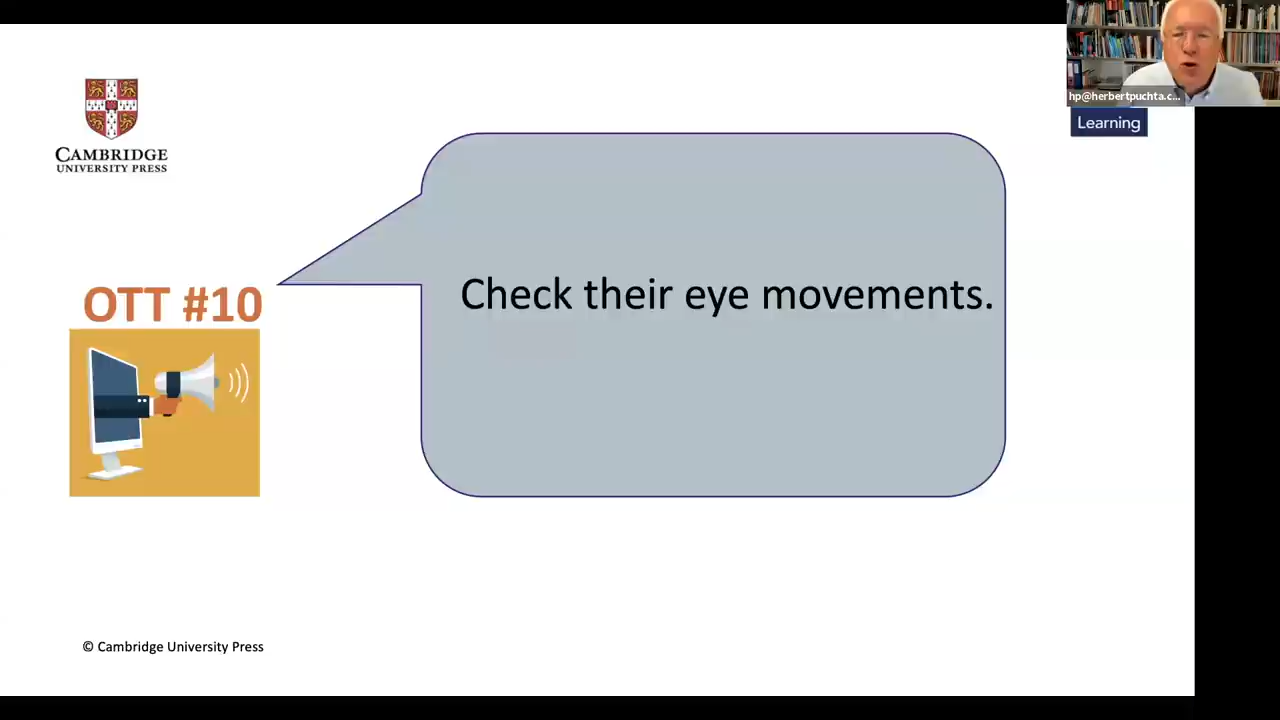 hp@herbertpuchta.c...
Learning
CAMBRIDGE
UNIVERSITY PRESS
OTT #10
Check their eye movements.
© Cambridge University Press